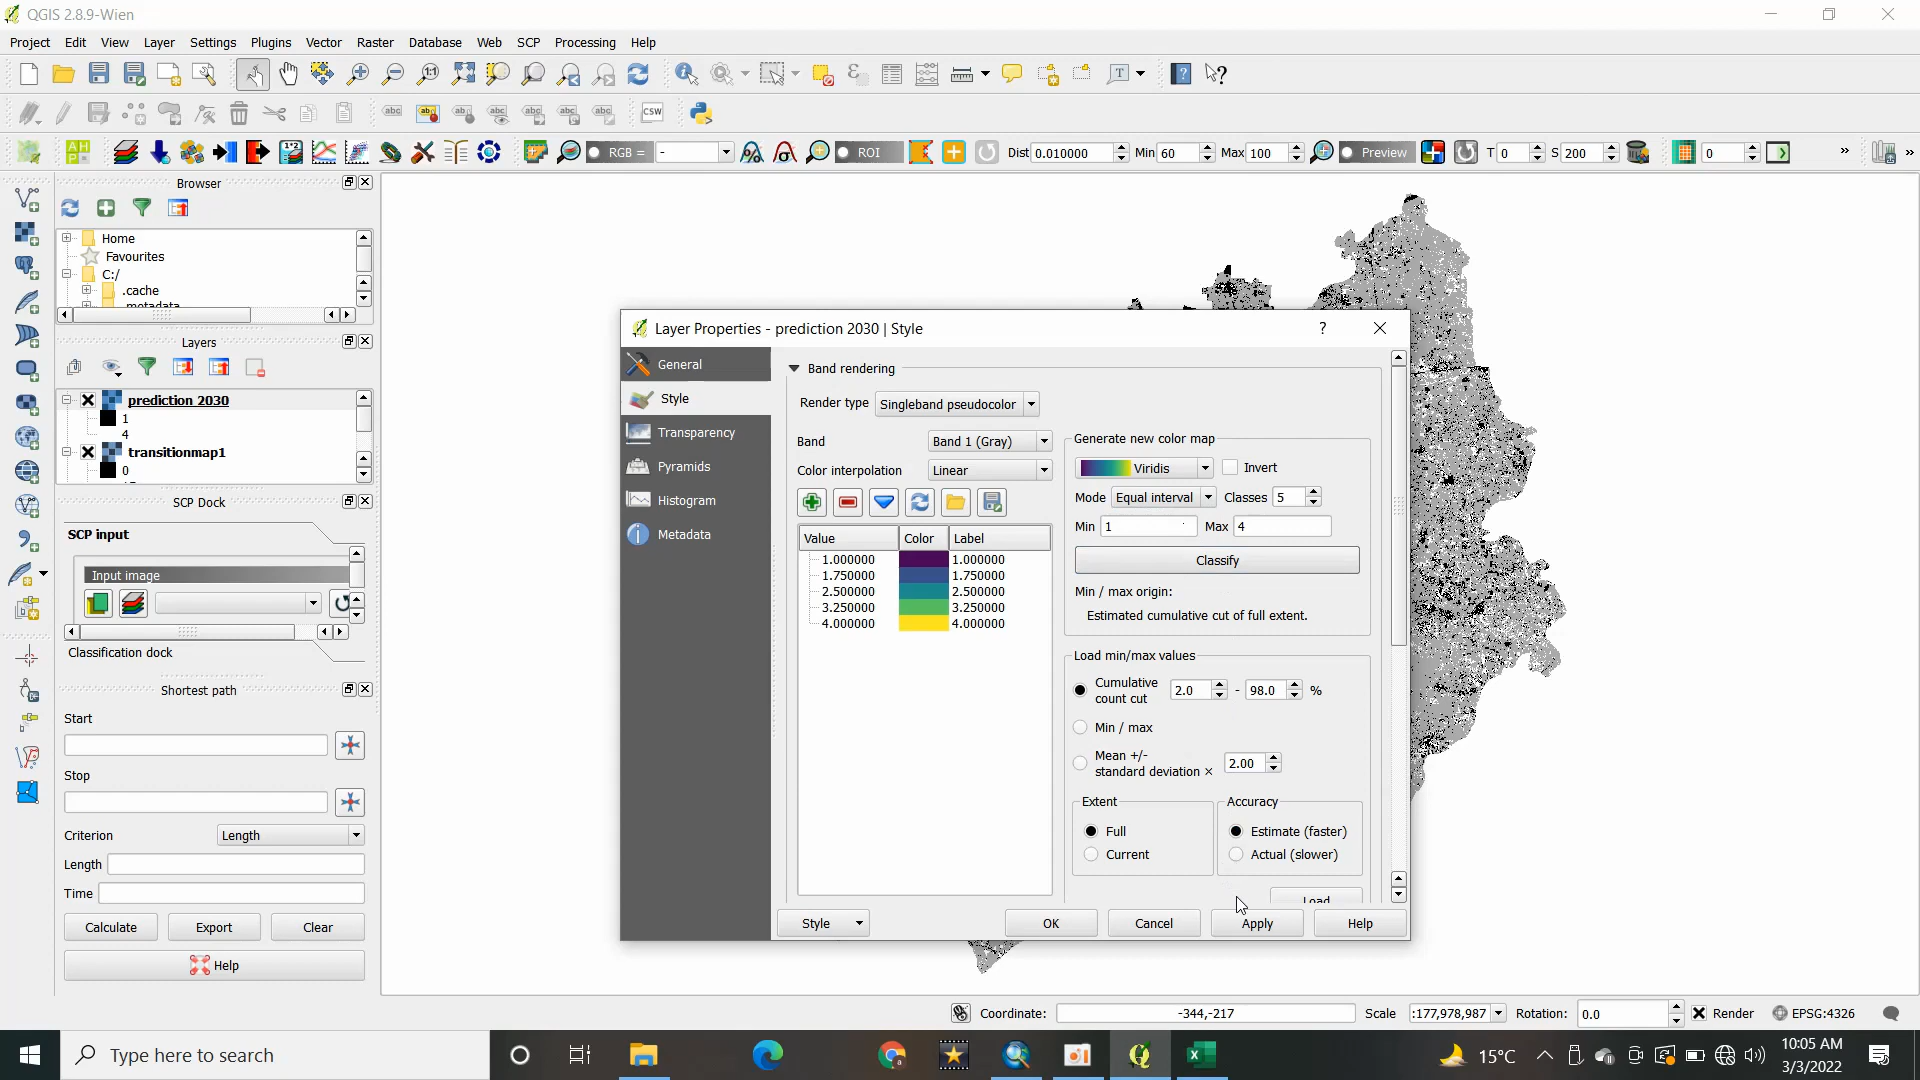 QGIS 2.8.9-Wien
Project Edit View Layer Settings Plugins Vector Raster Database Web SCP Processing Help
RGB = - ROI Dist 0.010000 Min 60 Max 100 Preview T 0 S 200 0
Browser
Home
Favourites
C:/
.cache
.metadata
Layers
prediction 2030
1
4
transitionmap1
0
SCP Dock
SCP input
Input image
Classification dock
Shortest path
Start
Stop
Criterion Length
Length
Time
Calculate Export Clear
Help
Layer Properties - prediction 2030 | Style
General
Style
Transparency
Pyramids
Histogram
Metadata
Band rendering
Render type Singleband pseudocolor
Band Band 1 (Gray)
Color interpolation Linear
Value Color Label
1.000000 1.000000
1.750000 1.750000
2.500000 2.500000
3.250000 3.250000
4.000000 4.000000
Generate new color map
Viridis Invert
Mode Equal interval Classes 5
Min 1 Max 4
Classify
Min / max origin:
Estimated cumulative cut of full extent.
Load min/max values
Cumulative
count cut 2.0 - 98.0 %
Min / max
Mean +/-
standard deviation × 2.00
Extent Accuracy
Full Estimate (faster)
Current Actual (slower)
Load
Style OK Cancel Apply Help
Coordinate: -344,-217 Scale :177,978,987 Rotation: 0.0 Render EPSG:4326
Type here to search
15°C
10:05 AM
3/3/2022